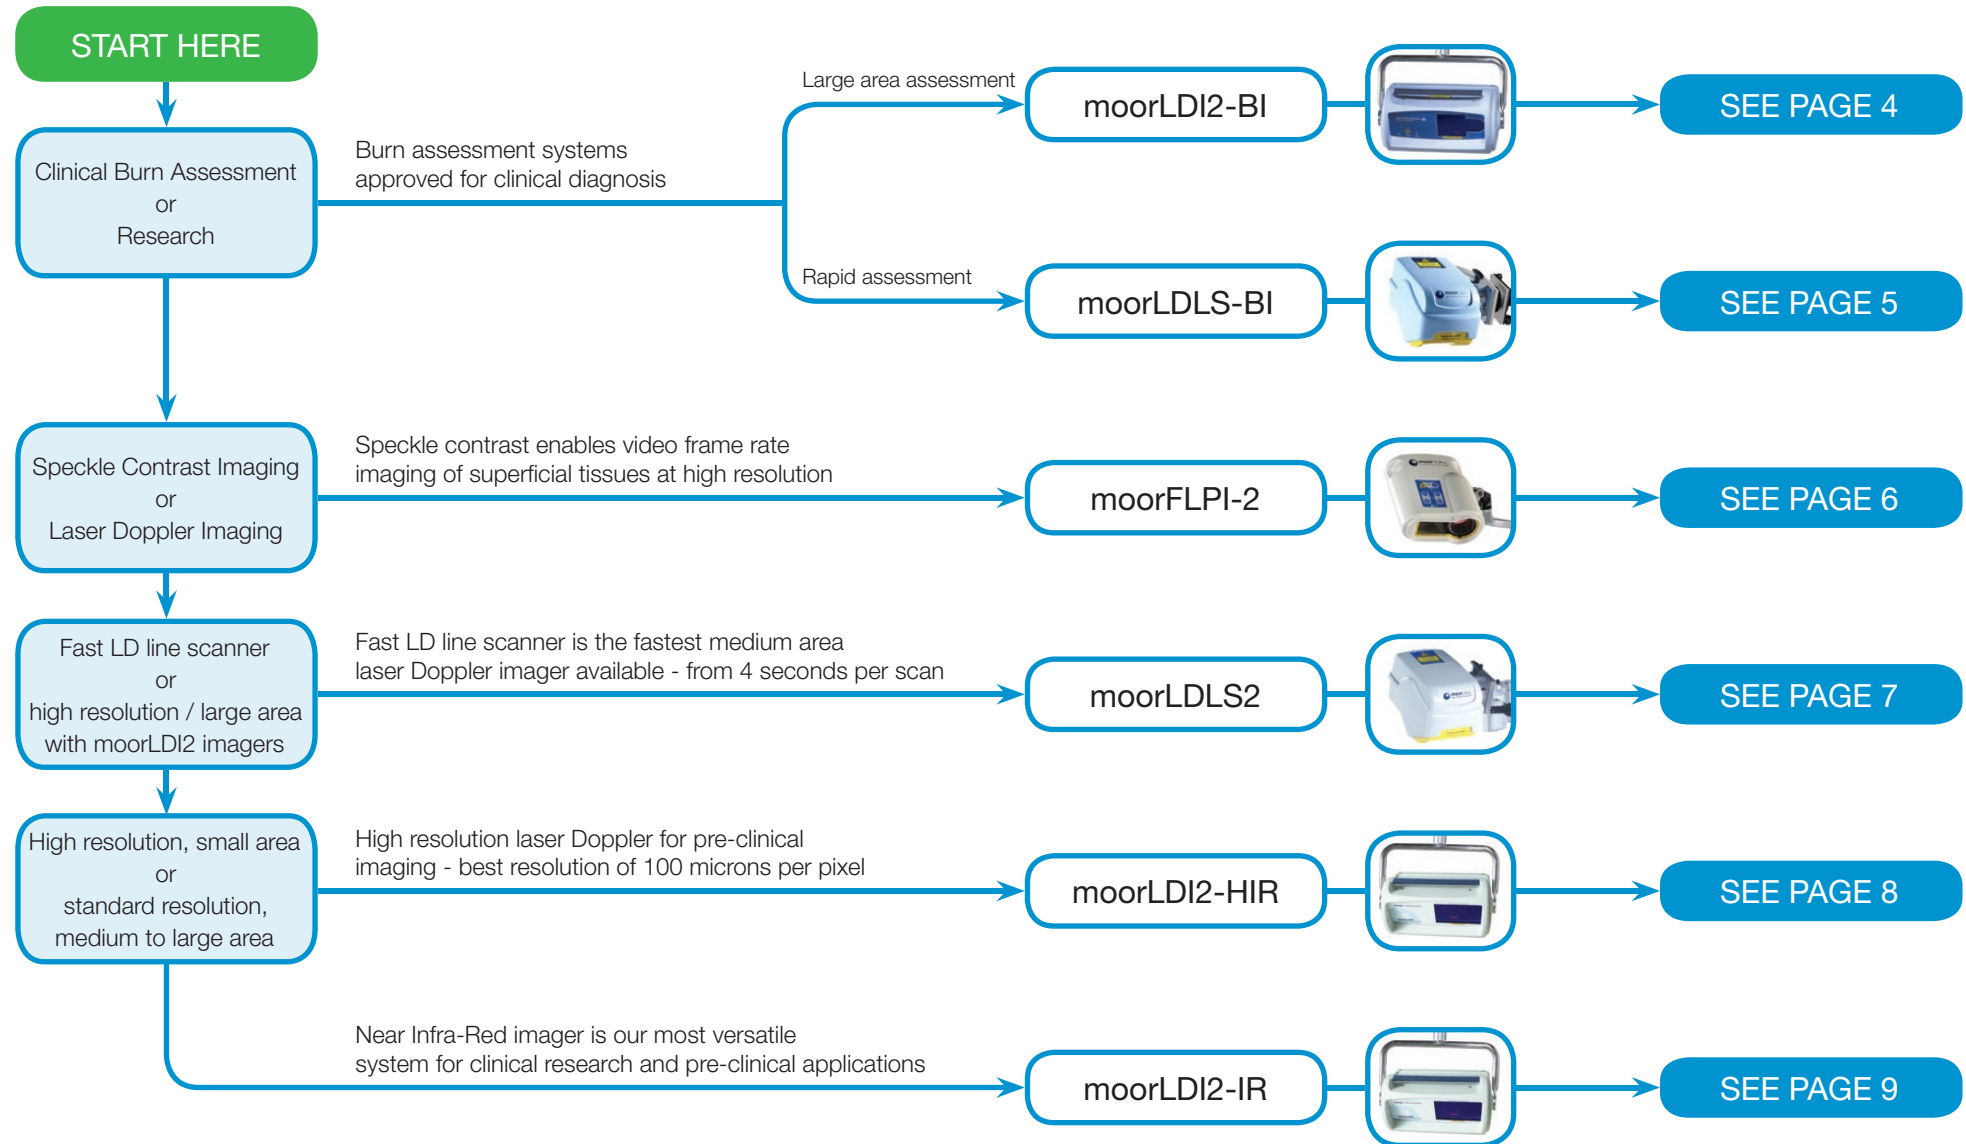 START HERE
Clinical Burn Assessment
or
Research
Burn assessment systems
approved for clinical diagnosis
Large area assessment
moorLDI2-BI
SEE PAGE 4
Rapid assessment
moorLDLS-BI
SEE PAGE 5
Speckle Contrast Imaging
or
Laser Doppler Imaging
Speckle contrast enables video frame rate
imaging of superficial tissues at high resolution
moorFLPI-2
SEE PAGE 6
Fast LD line scanner
or
high resolution / large area
with moorLDI2 imagers
Fast LD line scanner is the fastest medium area
laser Doppler imager available - from 4 seconds per scan
moorLDLS2
SEE PAGE 7
High resolution, small area
or
standard resolution,
medium to large area
High resolution laser Doppler for pre-clinical
imaging - best resolution of 100 microns per pixel
moorLDI2-HIR
SEE PAGE 8
Near Infra-Red imager is our most versatile
system for clinical research and pre-clinical applications
moorLDI2-IR
SEE PAGE 9